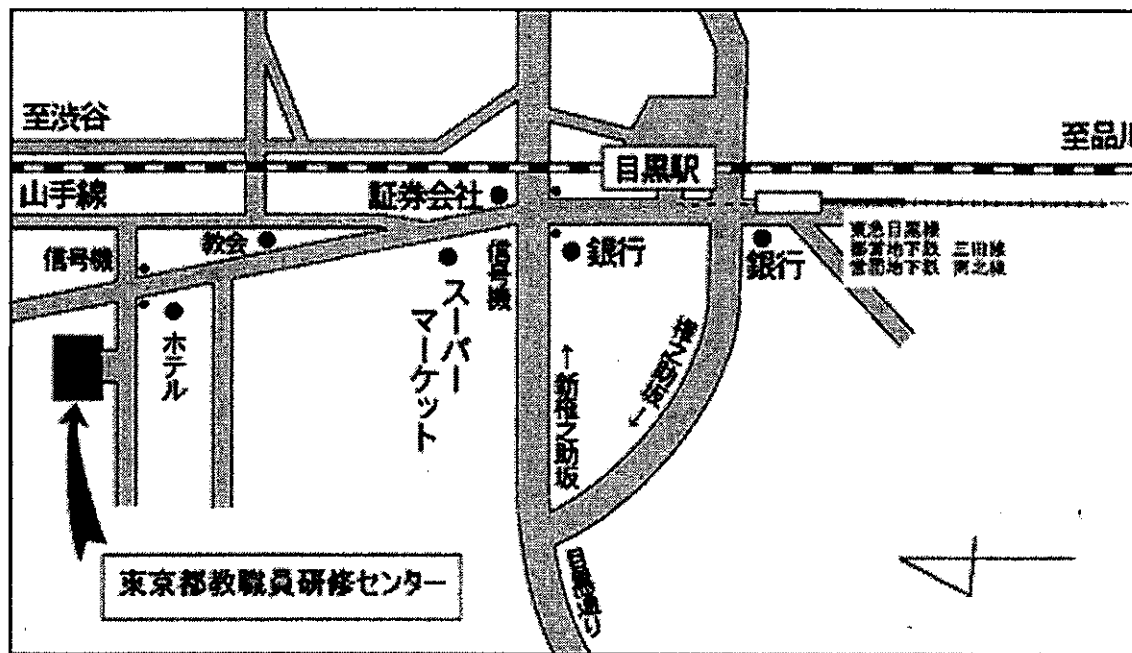 至渋谷
至品川
目黒駅
山手線
証券会社
信号機
教会
信号機
銀行
銀行
東急目黒線
都営地下鉄 三田線
営団地下鉄 南北線
ホテル
スーパー
マーケット
←新権之助坂
権之助坂→
目黒通り
東京都教職員研修センター